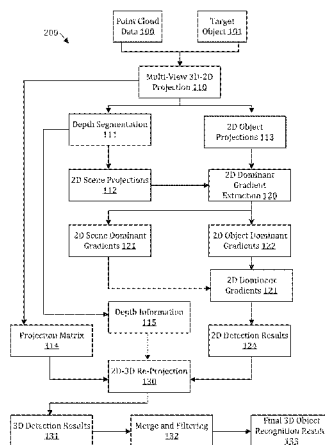 200
Point Cloud
Data 100
Target
Object 101
Multi-View 3D-2D
Projection 110
Depth Segmentation
111
2D Object
Projections 113
2D Scene Projections
112
2D Dominant
Gradient
Extraction 120
2D Scene Dominant
Gradients 121
2D Object Dominant
Gradients 122
2D Dominant
Gradients 121
Depth Information
115
Projection Matrix
114
2D Detection Results
124
2D-3D Re-Projection
130
3D Detection Results
131
Merge and Filtering
132
Final 3D Object
Recognition Result
133